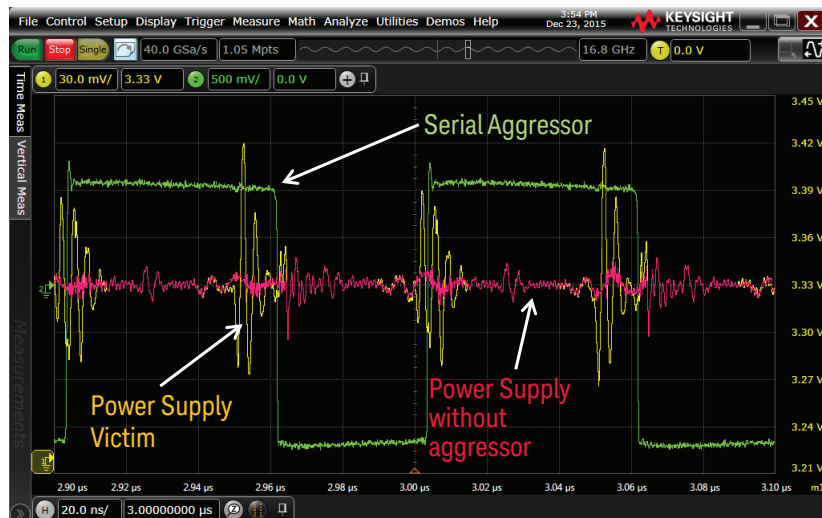 File Control Setup Display Trigger Measure Math Analyze Utilities Demos Help
3:54 PM
Dec 23, 2015
KEYSIGHT
TECHNOLOGIES
X
Run Stop Single 40.0 GSa/s 1.05 Mpts 16.8 GHz T 0.0 V
1 30.0 mV/ 3.33 V 2 500 mV/ 0.0 V +
Time Meas
Vertical Meas
Measurements
Serial Aggressor
Power Supply
Victim
Power Supply
without
aggressor
3.45 V
3.42 V
3.39 V
3.36 V
3.33 V
3.30 V
3.27 V
3.24 V
3.21 V
2
1
2.90 µs 2.92 µs 2.94 µs 2.96 µs 2.98 µs 3.00 µs 3.02 µs 3.04 µs 3.06 µs 3.08 µs 3.10 µs m1
H 20.0 ns/ 3.00000000 µs Z